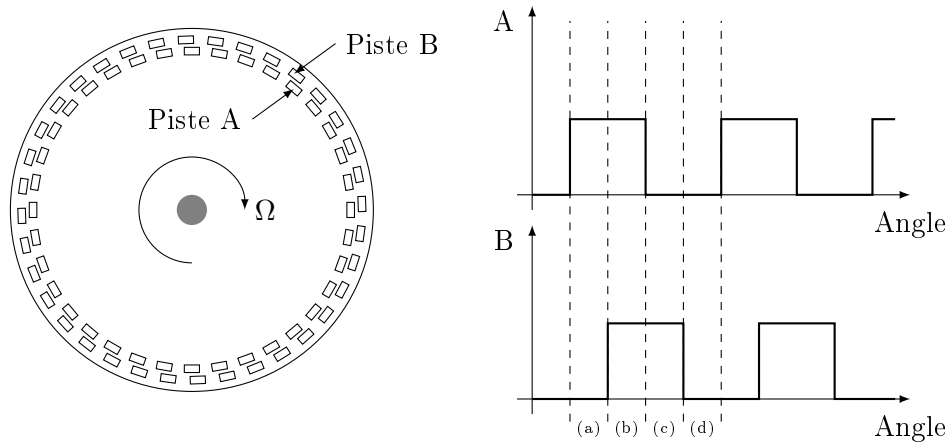 Piste B
Piste A
Ω
A
Angle
B
Angle
(a) (b) (c) (d)